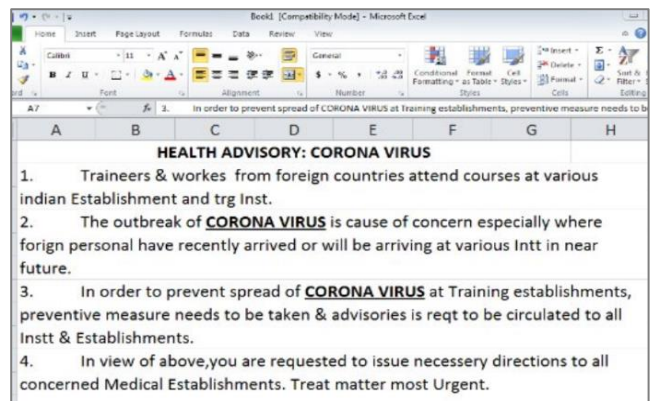 Book1 [Compatibility Mode] - Microsoft Excel
Home Insert Page Layout Formulas Data Review View
Calibri 11 A A General Conditional Format Cell Insert Σ
B I U A $ % , Formatting as Table Styles Delete Sort &
Format Filter
Font Alignment Number Styles Cells Editing
A7 fx 3. In order to prevent spread of CORONA VIRUS at Training establishments, preventive measure needs to b
A B C D E F G H
HEALTH ADVISORY: CORONA VIRUS
1. Traineers & workes from foreign countries attend courses at various
indian Establishment and trg Inst.
2. The outbreak of CORONA VIRUS is cause of concern especially where
forign personal have recently arrived or will be arriving at various Intt in near
future.
3. In order to prevent spread of CORONA VIRUS at Training establishments,
preventive measure needs to be taken & advisories is reqt to be circulated to all
Instt & Establishments.
4. In view of above,you are requested to issue necessery directions to all
concerned Medical Establishments. Treat matter most Urgent.